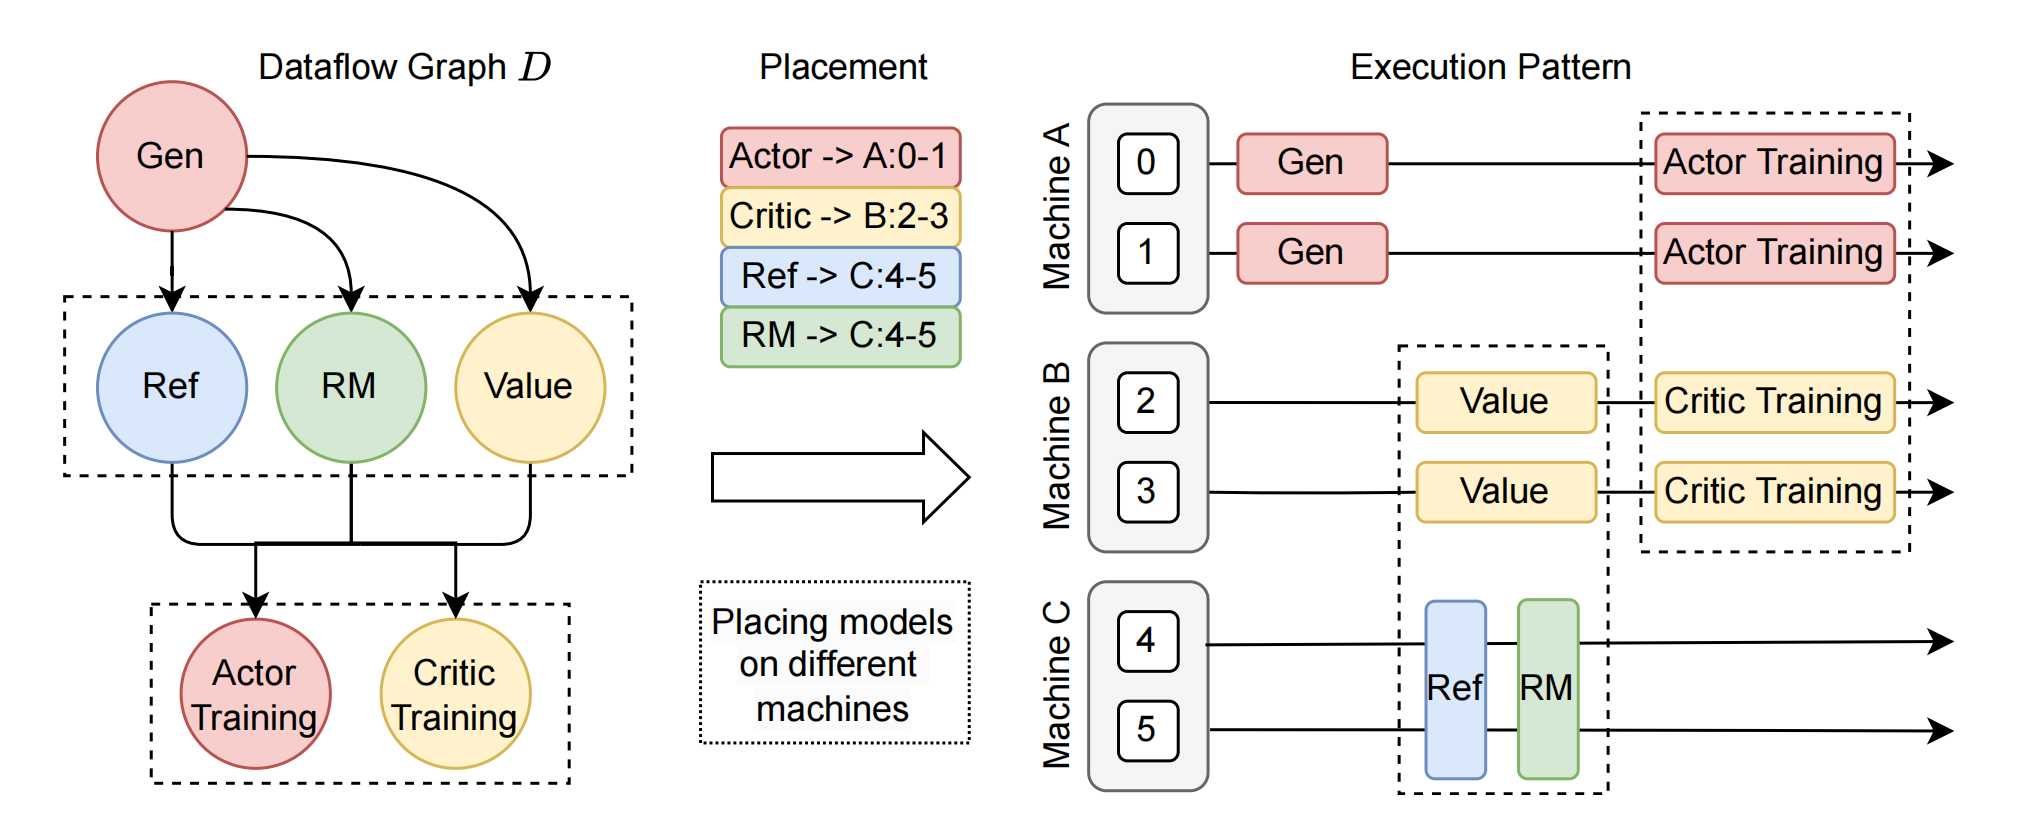 Dataflow Graph D
Gen
Ref
RM
Value
Actor
Training
Critic
Training
Placement
Actor -> A:0-1
Critic -> B:2-3
Ref -> C:4-5
RM -> C:4-5
Placing models
on different
machines
Execution Pattern
Machine A
0
Gen
Actor Training
1
Gen
Actor Training
Machine B
2
Value
Critic Training
3
Value
Critic Training
Machine C
4
5
Ref
RM